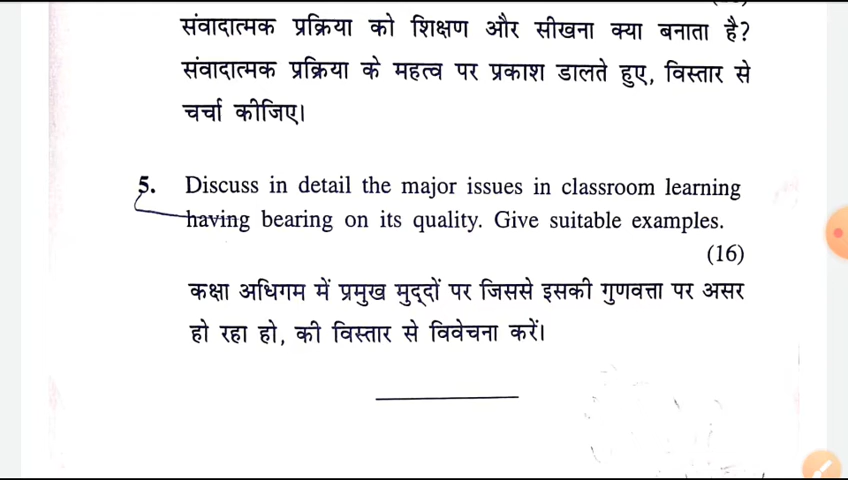 संवादात्मक प्रक्रिया को शिक्षण और सीखना क्या बनाता है?
संवादात्मक प्रक्रिया के महत्व पर प्रकाश डालते हुए, विस्तार से
चर्चा कीजिए।
5. Discuss in detail the major issues in classroom learning
having bearing on its quality. Give suitable examples.
(16)
कक्षा अधिगम में प्रमुख मुद्दों पर जिससे इसकी गुणवत्ता पर असर
हो रहा हो, की विस्तार से विवेचना करें।